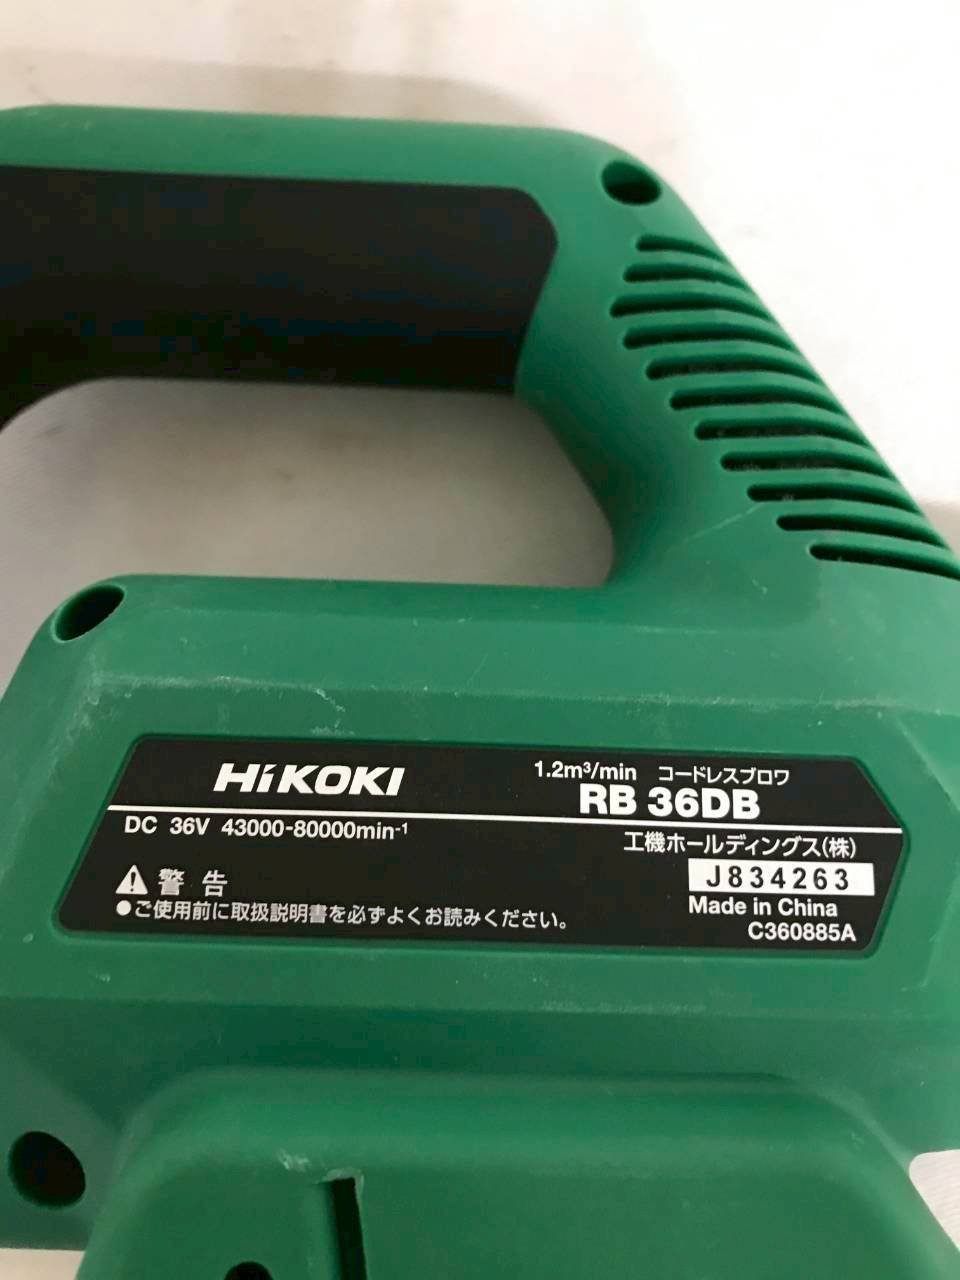 HiKOKI
1.2m³/min コードレスブロワ
RB 36DB
DC 36V 43000-80000min⁻¹
工機ホールディングス(株)
J834263
⚠警告
Made in China
●ご使用前に取扱説明書を必ずよくお読みください。
C360885A